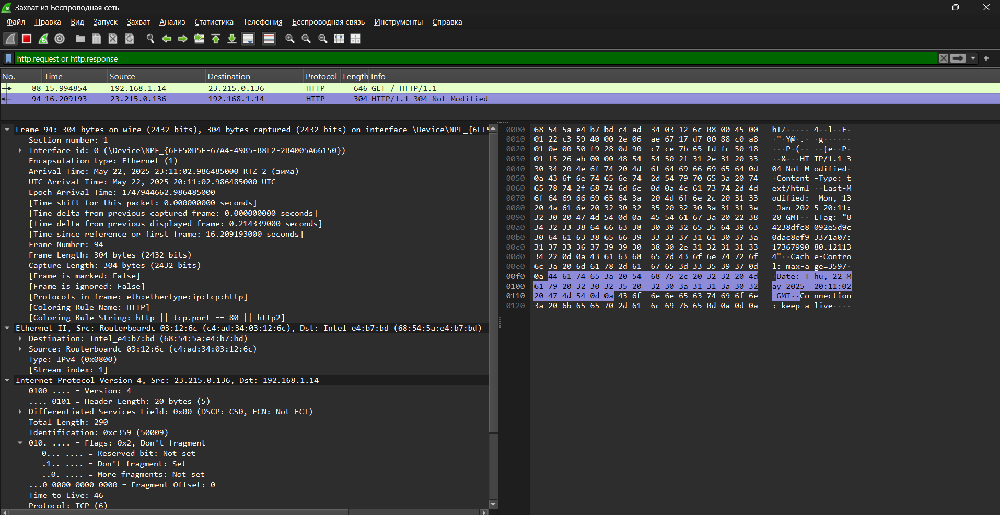 Захват из Беспроводная сеть
Файл Правка Вид Запуск Захват Анализ Статистика Телефония Беспроводная связь Инструменты Справка
http.request or http.response
No. Time Source Destination Protocol Length Info
88 15.994854 192.168.1.14 23.215.0.136 HTTP 646 GET / HTTP/1.1
94 16.209193 23.215.0.136 192.168.1.14 HTTP 304 HTTP/1.1 304 Not Modified
Frame 94: 304 bytes on wire (2432 bits), 304 bytes captured (2432 bits) on interface \Device\NPF_{6FF5
Section number: 1
Interface id: 0 (\Device\NPF_{6FF50B5F-67A4-4985-B8E2-2B4005A66150})
Encapsulation type: Ethernet (1)
Arrival Time: May 22, 2025 23:11:02.986485000 RTZ 2 (зима)
UTC Arrival Time: May 22, 2025 20:11:02.986485000 UTC
Epoch Arrival Time: 1747944662.986485000
[Time shift for this packet: 0.000000000 seconds]
[Time delta from previous captured frame: 0.000000000 seconds]
[Time delta from previous displayed frame: 0.214339000 seconds]
[Time since reference or first frame: 16.209193000 seconds]
Frame Number: 94
Frame Length: 304 bytes (2432 bits)
Capture Length: 304 bytes (2432 bits)
[Frame is marked: False]
[Frame is ignored: False]
[Protocols in frame: eth:ethertype:ip:tcp:http]
[Coloring Rule Name: HTTP]
[Coloring Rule String: http || tcp.port == 80 || http2]
Ethernet II, Src: Routerboardc_03:12:6c (c4:ad:34:03:12:6c), Dst: Intel_e4:b7:bd (68:54:5a:e4:b7:bd)
Destination: Intel_e4:b7:bd (68:54:5a:e4:b7:bd)
Source: Routerboardc_03:12:6c (c4:ad:34:03:12:6c)
Type: IPv4 (0x0800)
[Stream index: 1]
Internet Protocol Version 4, Src: 23.215.0.136, Dst: 192.168.1.14
0100 .... = Version: 4
.... 0101 = Header Length: 20 bytes (5)
Differentiated Services Field: 0x00 (DSCP: CS0, ECN: Not-ECT)
Total Length: 290
Identification: 0xc359 (50009)
010. .... = Flags: 0x2, Don't fragment
0... .... = Reserved bit: Not set
.1.. .... = Don't fragment: Set
..0. .... = More fragments: Not set
...0 0000 0000 0000 = Fragment Offset: 0
Time to Live: 46
Protocol: TCP (6)
0000 68 54 5a e4 b7 bd c4 ad 34 03 12 6c 08 00 45 00 hTZ·····4··l··E·
0010 01 22 c3 59 40 00 2e 06 ae 67 17 d7 00 88 c0 a8 ·"·Y@·.··g······
0020 01 0e 00 50 f9 28 0d 90 c7 ce 7b 65 fd fc 50 18 ···P·(····{e··P·
0030 01 f5 26 ab 00 00 48 54 54 50 2f 31 2e 31 20 33 ··&···HT TP/1.1 3
0040 30 34 20 4e 6f 74 20 4d 6f 64 69 66 69 65 64 0d 04 Not M odified·
0050 0a 43 6f 6e 74 65 6e 74 2d 54 79 70 65 3a 20 74 ·Content -Type: t
0060 65 78 74 2f 68 74 6d 6c 0d 0a 4c 61 73 74 2d 4d ext/html ··Last-M
0070 6f 64 69 66 69 65 64 3a 20 4d 6f 6e 2c 20 31 33 odified: Mon, 13
0080 20 4a 61 6e 20 32 30 32 35 20 32 30 3a 31 31 3a Jan 202 5 20:11:
0090 32 30 20 47 4d 54 0d 0a 45 54 61 67 3a 20 22 38 20 GMT·· ETag: "8
00a0 34 32 33 38 64 66 63 38 30 39 32 65 35 64 39 63 4238dfc8 092e5d9c
00b0 30 64 61 63 38 65 66 39 33 33 37 31 61 30 37 3a 0dac8ef9 3371a07:
00c0 31 37 33 36 37 39 39 30 38 30 2e 31 32 31 31 33 17367990 80.12113
00d0 34 22 0d 0a 43 61 63 68 65 2d 43 6f 6e 74 72 6f 4"··Cach e-Contro
00e0 6c 3a 20 6d 61 78 2d 61 67 65 3d 33 35 39 37 0d l: max-a ge=3597·
00f0 0a 44 61 74 65 3a 20 54 68 75 2c 20 32 32 20 4d ·Date: T hu, 22 M
0100 61 79 20 32 30 32 35 20 32 30 3a 31 31 3a 30 32 ay 2025 20:11:02
0110 20 47 4d 54 0d 0a 43 6f 6e 6e 65 63 74 69 6f 6e GMT··Co nnection
0120 3a 20 6b 65 65 70 2d 61 6c 69 76 65 0d 0a 0d 0a : keep-a live····